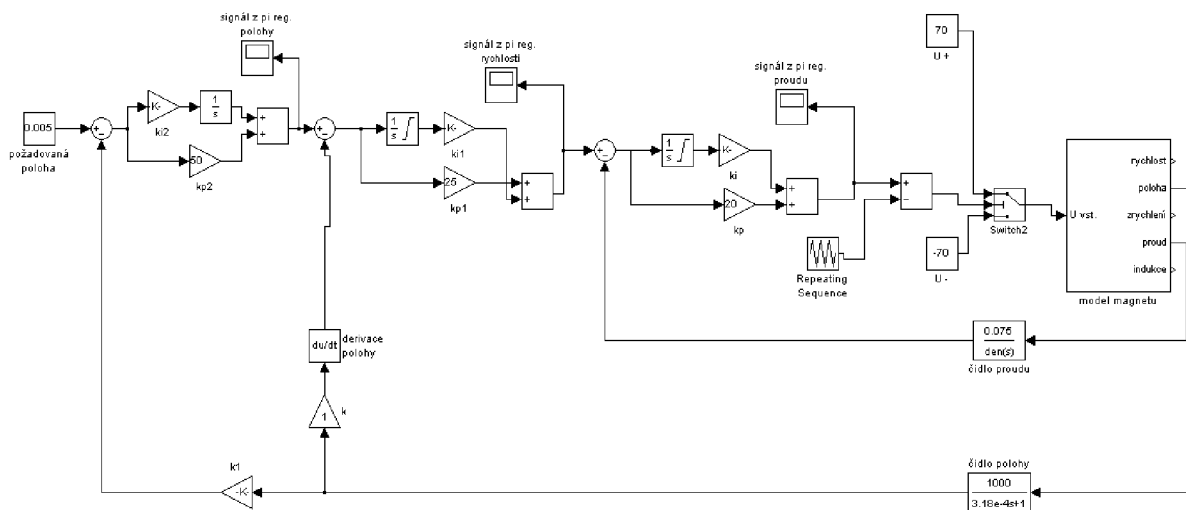 signál z pi reg.
polohy
signál z pi reg.
rychlosti
signál z pi reg.
proudu
70
U +
0.005
požadovaná
poloha
K-
ki2
1
s
+
+
50
kp2
1
s
K-
ki1
25
kp1
+
+
1
s
K-
ki
20
kp
+
+
+
−
Repeating
Sequence
-70
U -
Switch2
U vst.
rychlost
poloha
zrychlení
proud
indukce
model magnetu
du/dt
derivace
polohy
1
k
0.075
den(s)
čidlo proudu
k1
-K-
čidlo polohy
1000
3.18e-4s+1